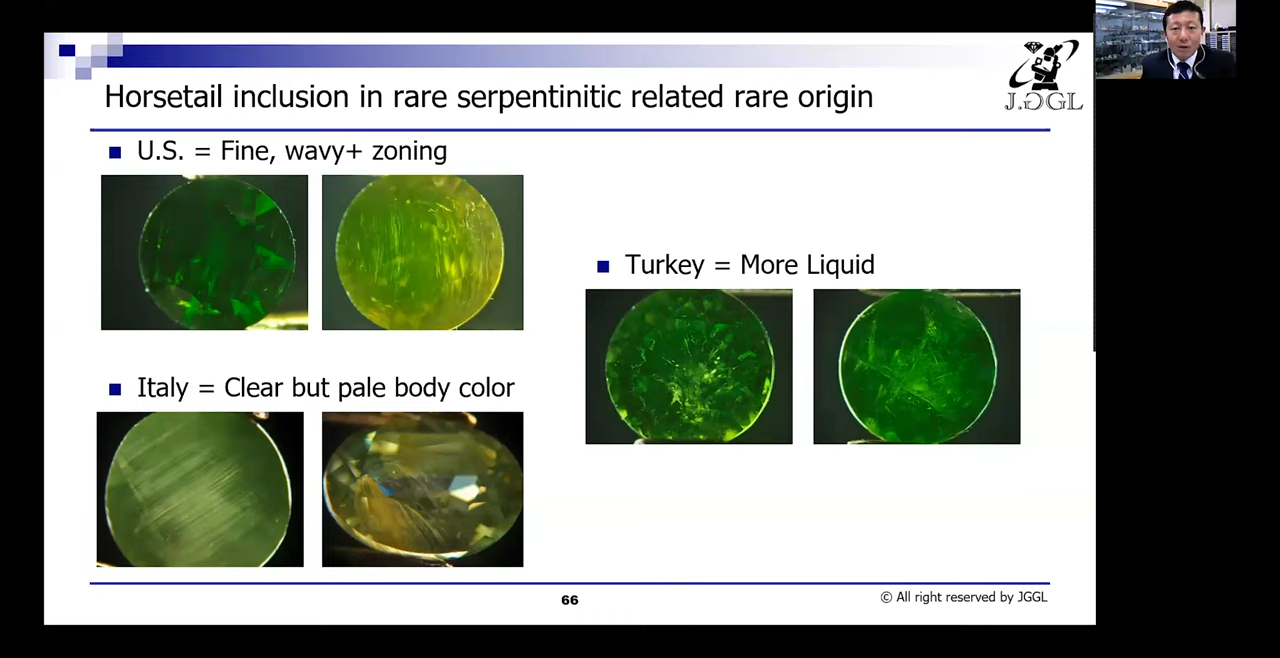 Horsetail inclusion in rare serpentinitic related rare origin
J.GGL
U.S. = Fine, wavy+ zoning
Turkey = More Liquid
Italy = Clear but pale body color
66
© All right reserved by JGGL